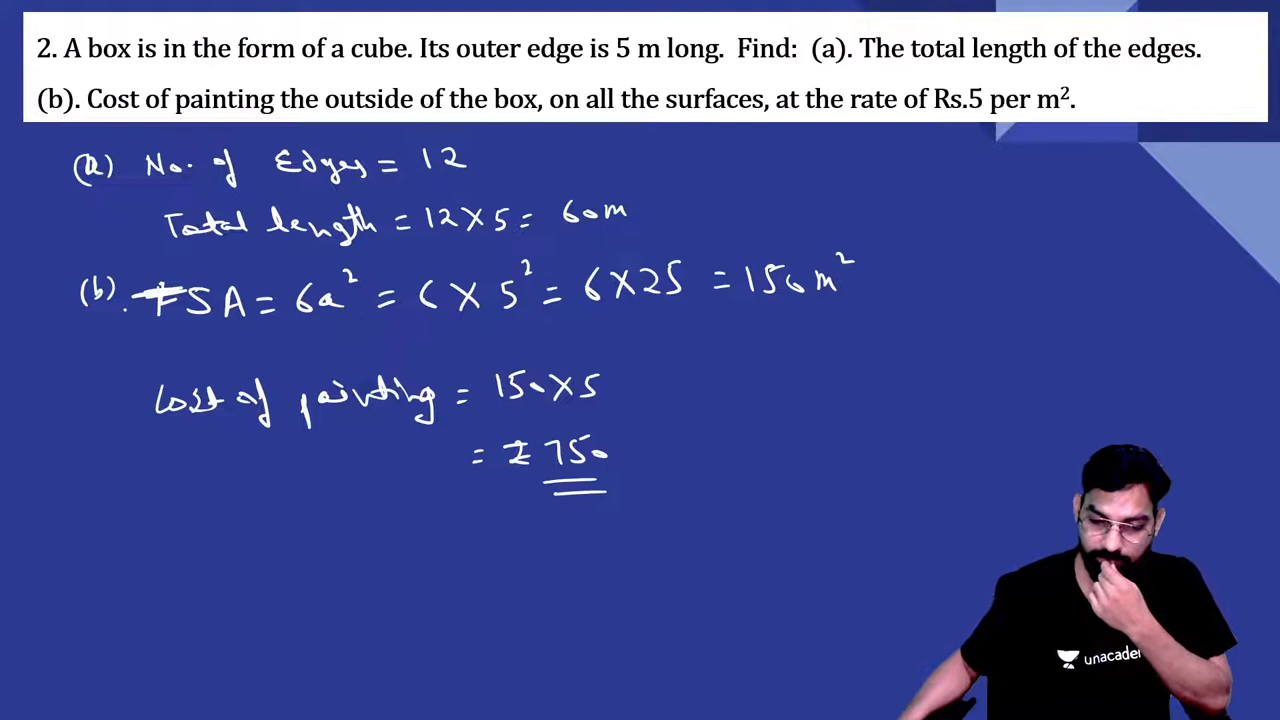 2. A box is in the form of a cube. Its outer edge is 5 m long. Find: (a). The total length of the edges.
(b). Cost of painting the outside of the box, on all the surfaces, at the rate of Rs.5 per m².
(a) No. of Edges = 12
Total length = 12 X 5 = 60m
(b). SA = 6a² = 6 X 5² = 6 X 25 = 150 m²
Cost of painting = 150 X 5
= ₹ 750
unacade